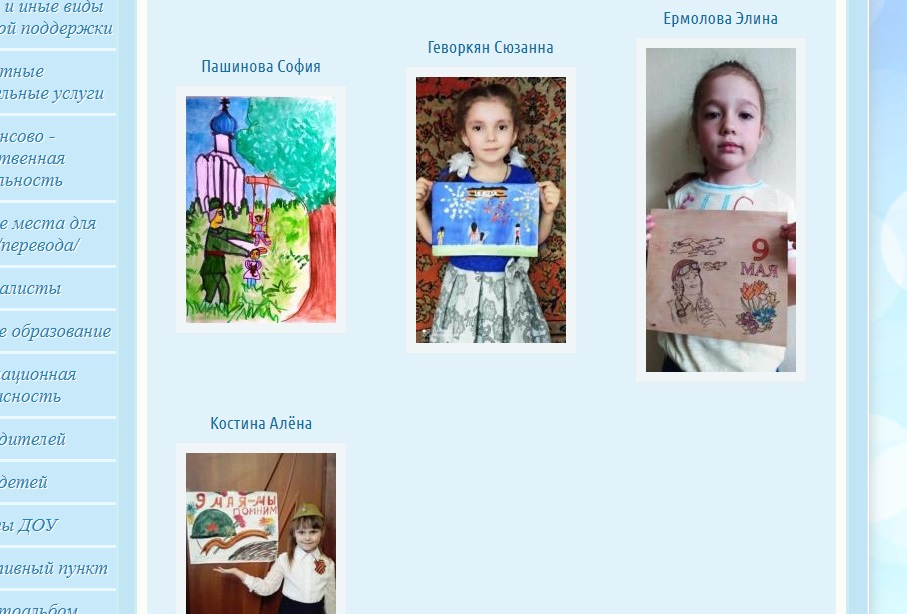 и иные виды
ой поддержки
тные
льные услуги
нсово -
твенная
льность
е места для
/перевода/
алисты
е образование
ационная
сность
дителей
детей
ы ДОУ
ивный пункт
тоальбом
Пашинова София
Геворкян Сюзанна
Ермолова Элина
9
МАЯ
Костина Алёна
9 МАЯ-МЫ
ПОМНИМ